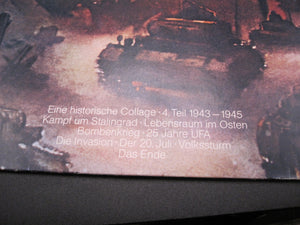 Eine historische Collage · 4. Teil 1943–1945
Kampf um Stalingrad · Lebensraum im Osten
Bombenkrieg · 25 Jahre UFA
Die Invasion · Der 20. Juli · Volkssturm
Das Ende